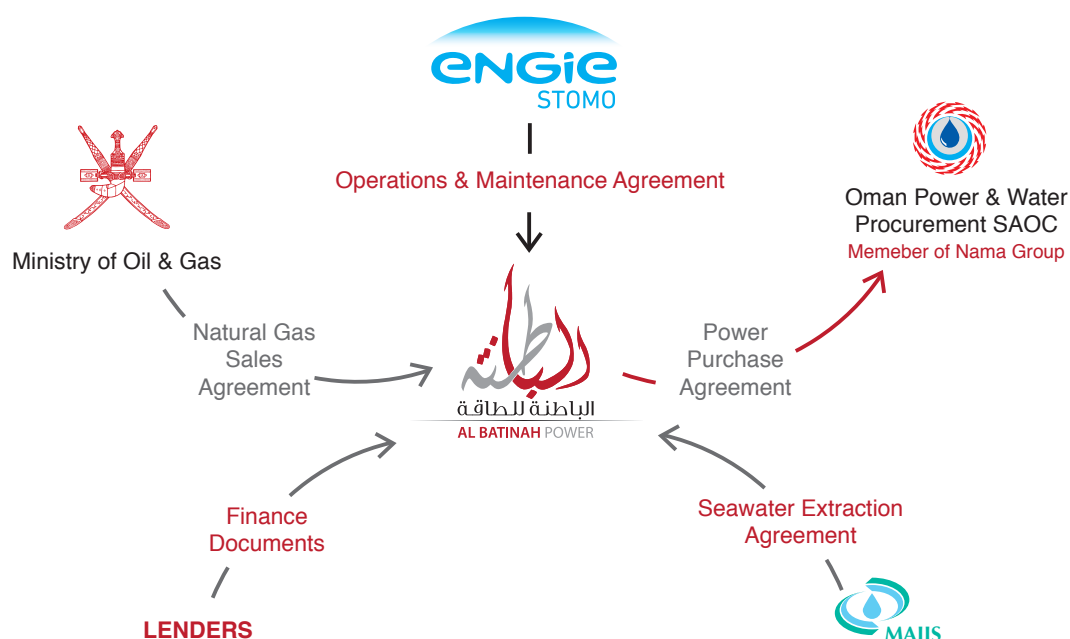 ENGIE
STOMO
Operations & Maintenance Agreement
Ministry of Oil & Gas
Oman Power & Water
Procurement SAOC
Memeber of Nama Group
Natural Gas
Sales
Agreement
الباطنة
الباطنة للطاقة
AL BATINAH POWER
Power
Purchase
Agreement
Finance
Documents
LENDERS
Seawater Extraction
Agreement
MAJIS